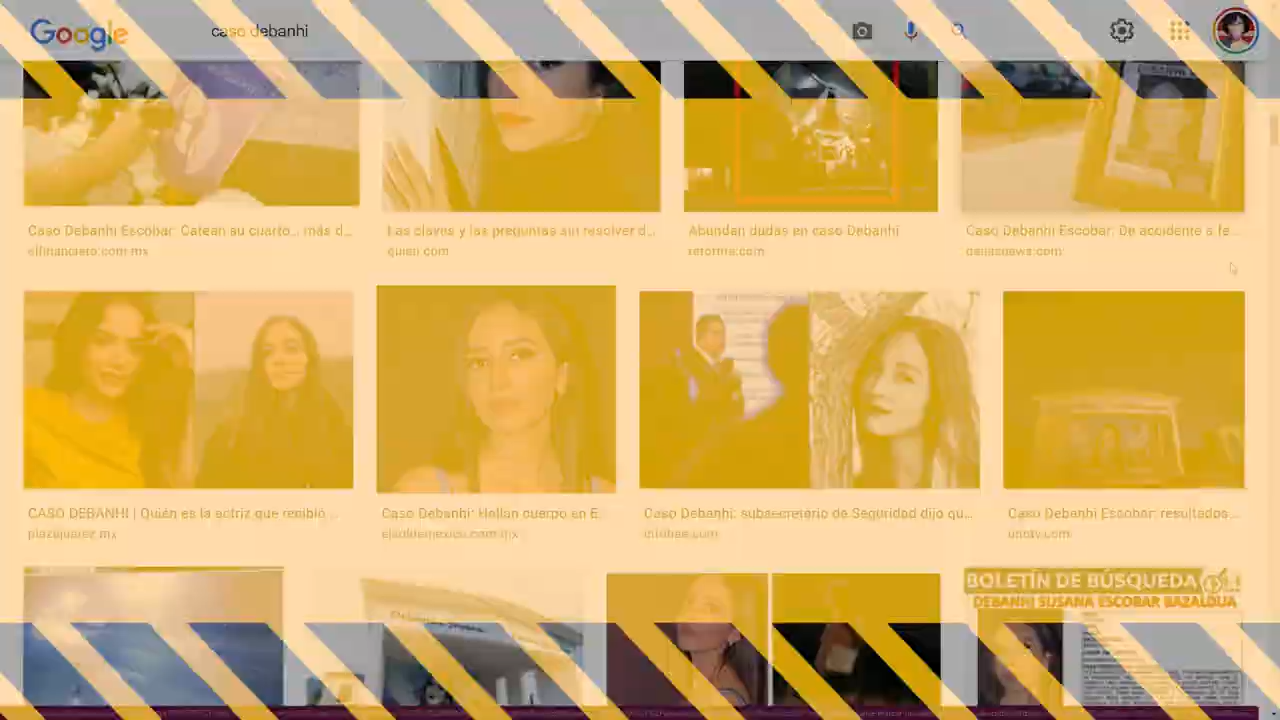 Google
caso debanhi
Caso Debanhi Escobar: Catean su cuarto... más d...
elfinanciero.com.mx
Las claves y las preguntas sin resolver d...
quien.com
Abundan dudas en caso Debanhi
reforma.com
Caso Debanhi Escobar: De accidente a fe...
dallasnews.com
CASO DEBANHI | Quién es la actriz que recibió ...
plazajuarez.mx
Caso Debanhi: Hallan cuerpo en E...
elsoldemexico.com.mx
Caso Debanhi: subsecretario de Seguridad dijo qu...
infobae.com
Caso Debanhi Escobar: resultados...
unotv.com
BOLETÍN DE BÚSQUEDA
DEBANHI SUSANA ESCOBAR BAZALDUA